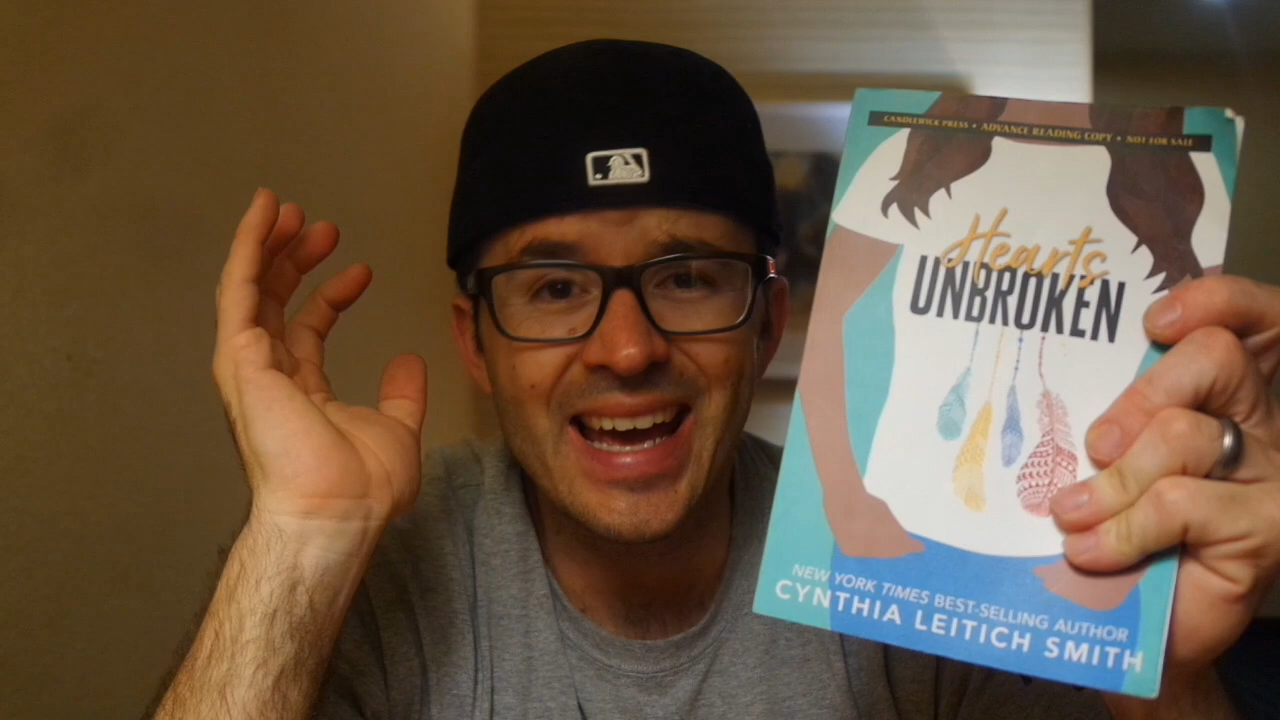 CANDLEWICK PRESS • ADVANCE READING COPY • NOT FOR SALE
Hearts
UNBROKEN
NEW YORK TIMES BEST-SELLING AUTHOR
CYNTHIA LEITICH SMITH